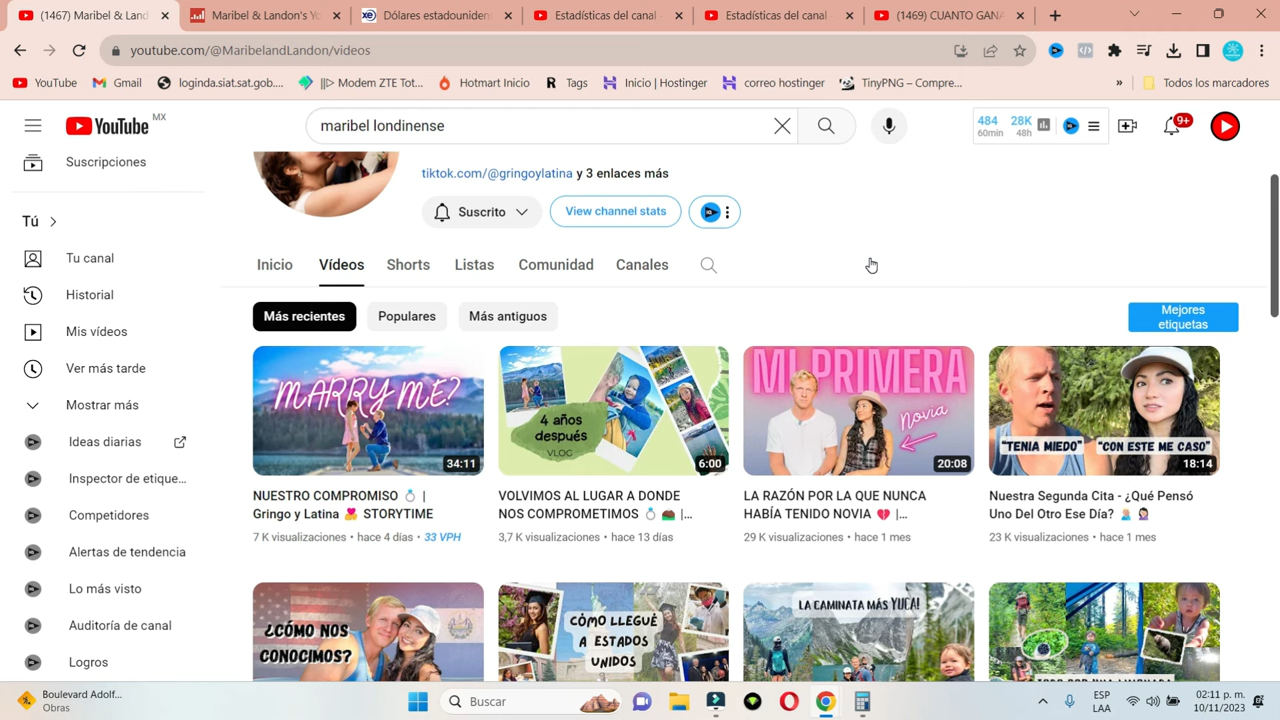 (1467) Maribel & Land
Maribel & Landon's Yo
Dólares estadouniden
Estadísticas del canal -
Estadísticas del canal -
(1469) CUANTO GANA
youtube.com/@MaribelandLandon/videos
YouTube
Gmail
loginda.siat.sat.gob....
||▷ Modem ZTE Tot...
Hotmart Inicio
R Tags
Inicio | Hostinger
correo hostinger
TinyPNG – Compre...
»
Todos los marcadores
YouTube MX
maribel londinense
484
60min
28K
48h
9+
Suscripciones
tiktok.com/@gringoylatina y 3 enlaces más
Suscrito
View channel stats
Tú
Tu canal
Historial
Mis vídeos
Ver más tarde
Mostrar más
Ideas diarias
Inspector de etique...
Competidores
Alertas de tendencia
Lo más visto
Auditoría de canal
Logros
Inicio
Vídeos
Shorts
Listas
Comunidad
Canales
Más recientes
Populares
Más antiguos
Mejores
etiquetas
MARRY ME?
34:11
NUESTRO COMPROMISO 💍 |
Gringo y Latina 💑 STORYTIME
7 K visualizaciones • hace 4 días • 33 VPH
4 años
después
VLOG
6:00
VOLVIMOS AL LUGAR A DONDE
NOS COMPROMETIMOS 💍 🏔️ |...
3,7 K visualizaciones • hace 13 días
MI PRIMERA
Novia
20:08
LA RAZÓN POR LA QUE NUNCA
HABÍA TENIDO NOVIA 💔 |...
29 K visualizaciones • hace 1 mes
"TENIA MIEDO"
"CON ESTE ME CASO"
18:14
Nuestra Segunda Cita - ¿Qué Pensó
Uno Del Otro Ese Día? 🤷🏼‍♂️ 🤷🏻‍♀️
23 K visualizaciones • hace 1 mes
¿CÓMO NOS
CONOCIMOS?
CÓMO LLEGUÉ
A ESTADOS
UNIDOS
LA CAMINATA MÁS YUCA!
Boulevard Adolf...
Obras
Buscar
ESP
LAA
02:11 p. m.
10/11/2023